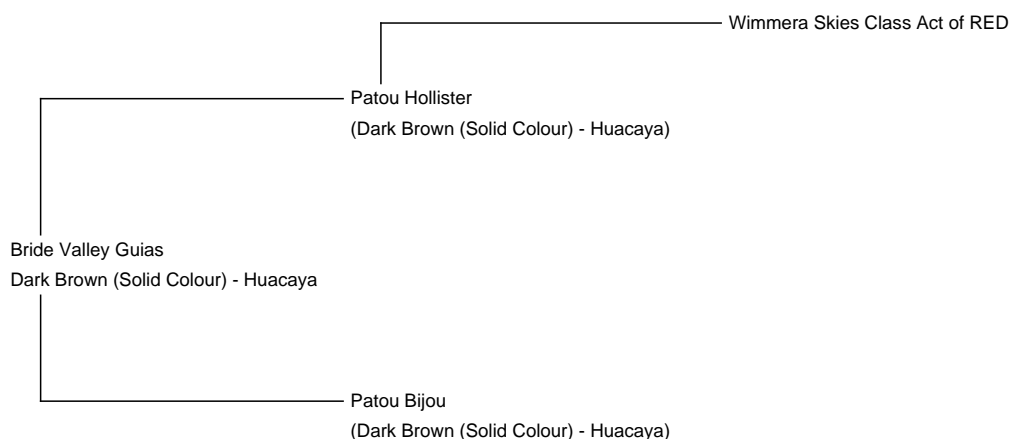 Wimmera Skies Class Act of RED
Patou Hollister
(Dark Brown (Solid Colour) - Huacaya)
Bride Valley Guias
Dark Brown (Solid Colour) - Huacaya
Patou Bijou
(Dark Brown (Solid Colour) - Huacaya)